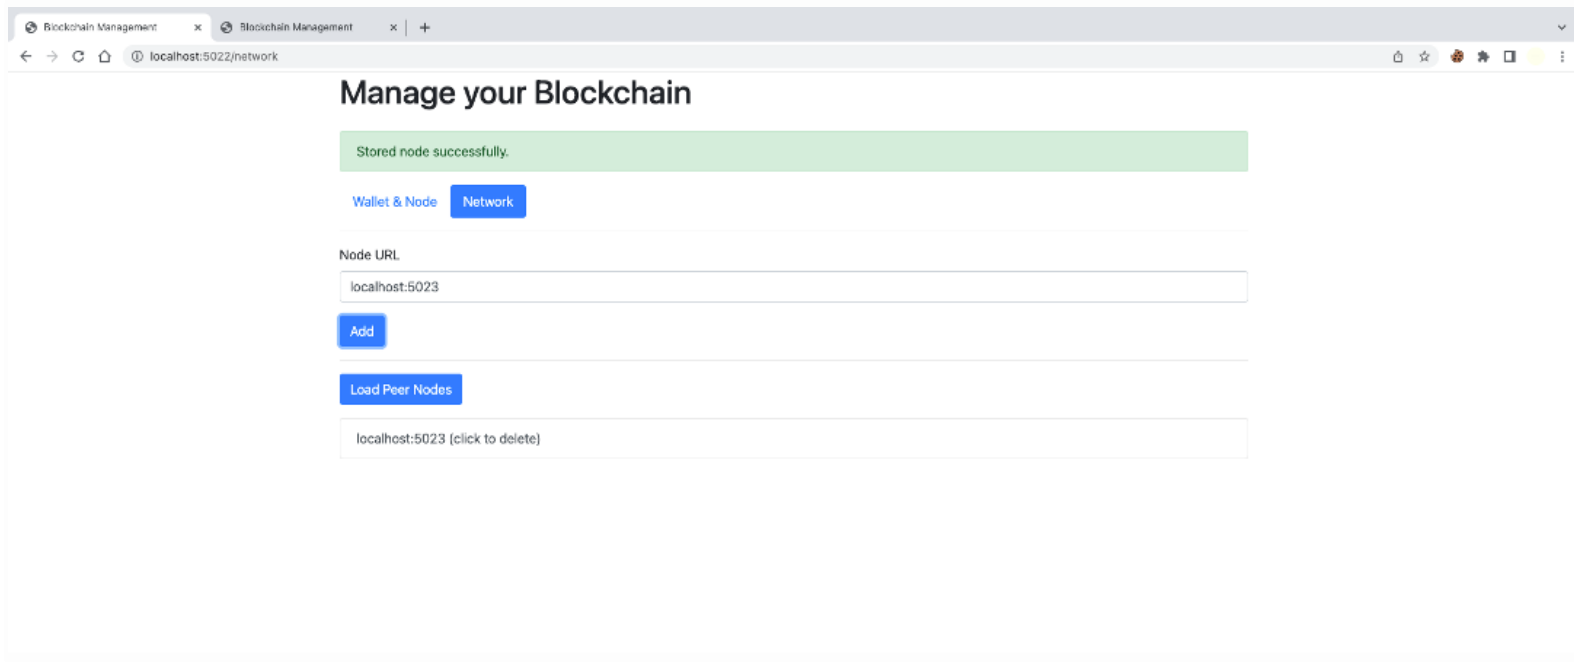 Blockchain Management
Blockchain Management
localhost:5022/network
Manage your Blockchain
Stored node successfully.
Wallet & Node Network
Node URL
localhost:5023
Add
Load Peer Nodes
localhost:5023 (click to delete)